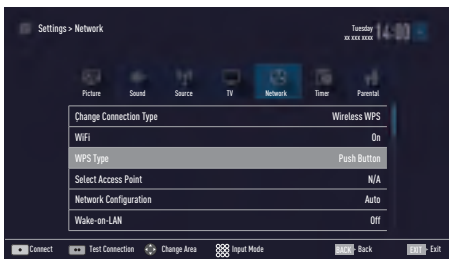 Settings > Network
Tuesday
xx xxx xxxx
14:00
Picture Sound Source TV Network Timer Parental
Change Connection Type Wireless WPS
WiFi On
WPS Type Push Button
Select Access Point N/A
Network Configuration Auto
Wake-on-LAN Off
Connect Test Connection Change Area Input Mode BACK - Back EXIT - Exit